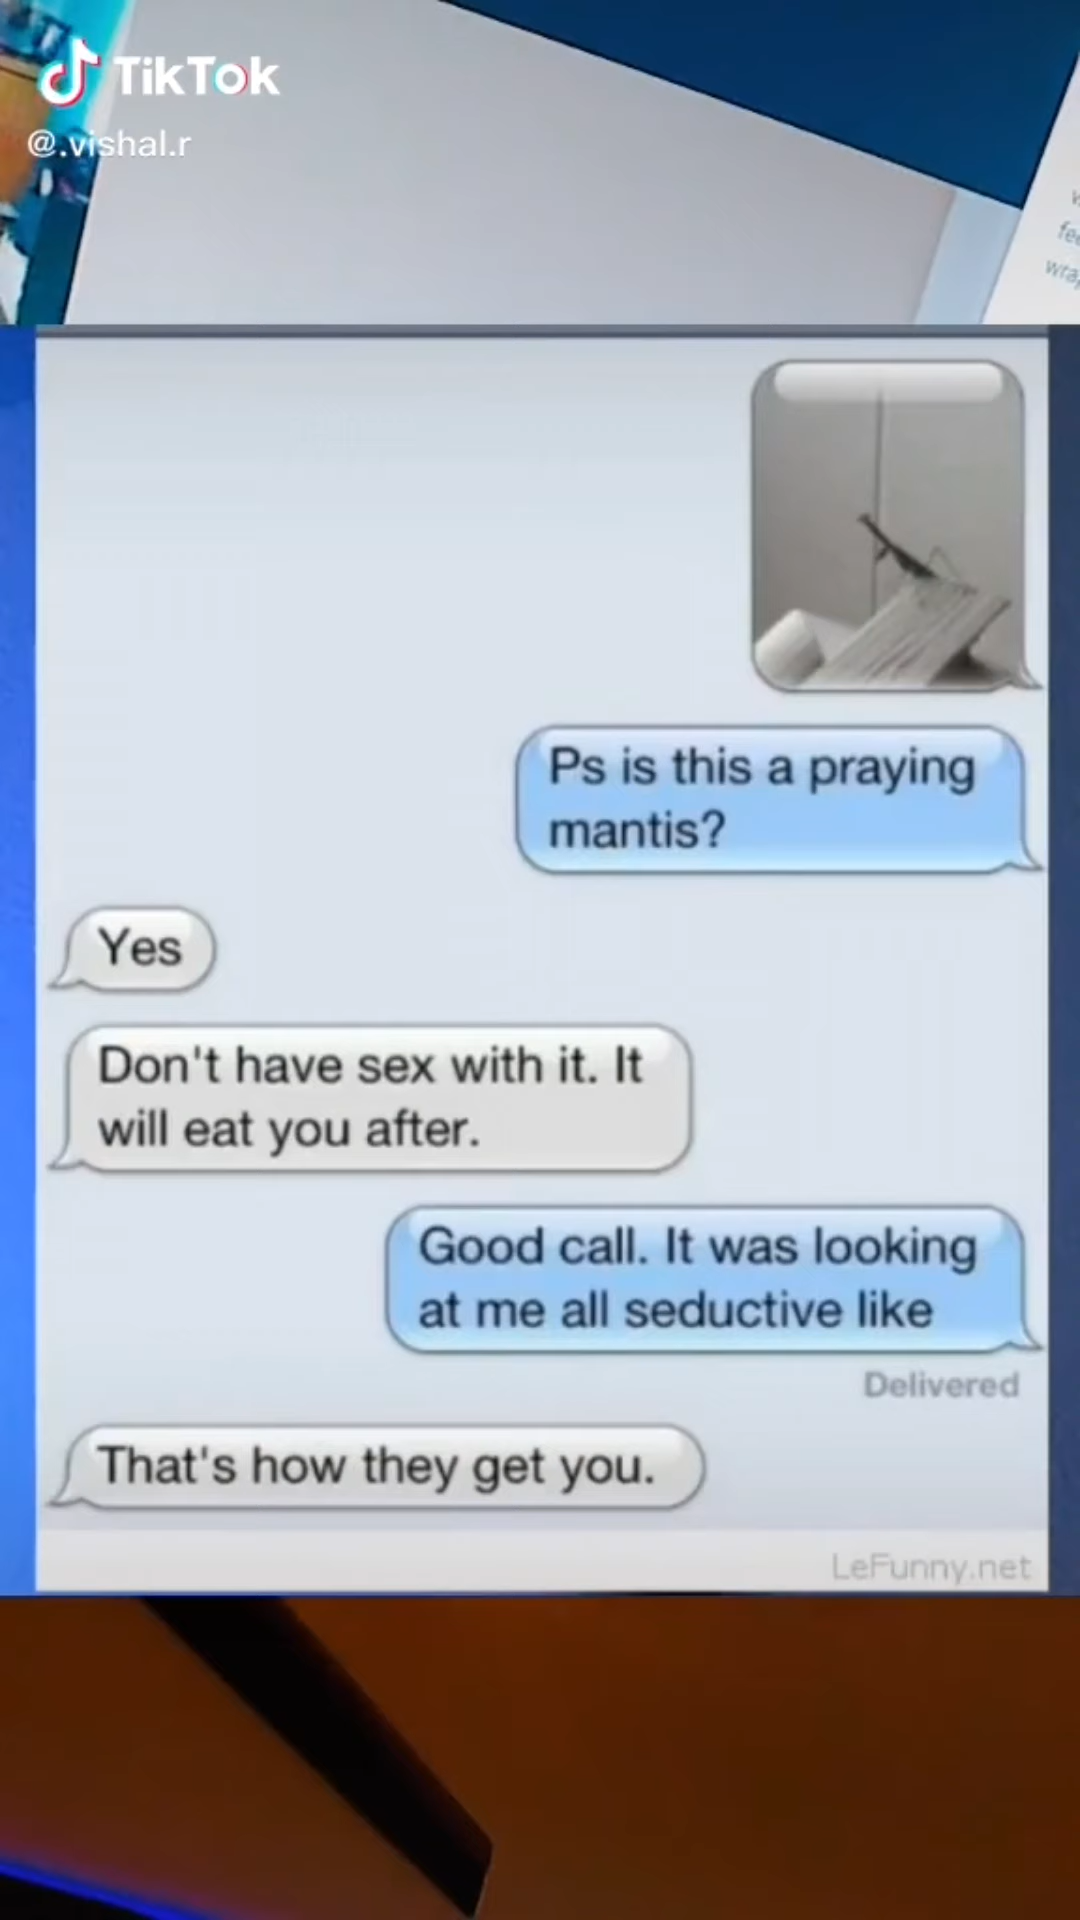 TikTok
@.vishal.r
Ps is this a praying
mantis?
Yes
Don't have sex with it. It
will eat you after.
Good call. It was looking
at me all seductive like
Delivered
That's how they get you.
LeFunny.net